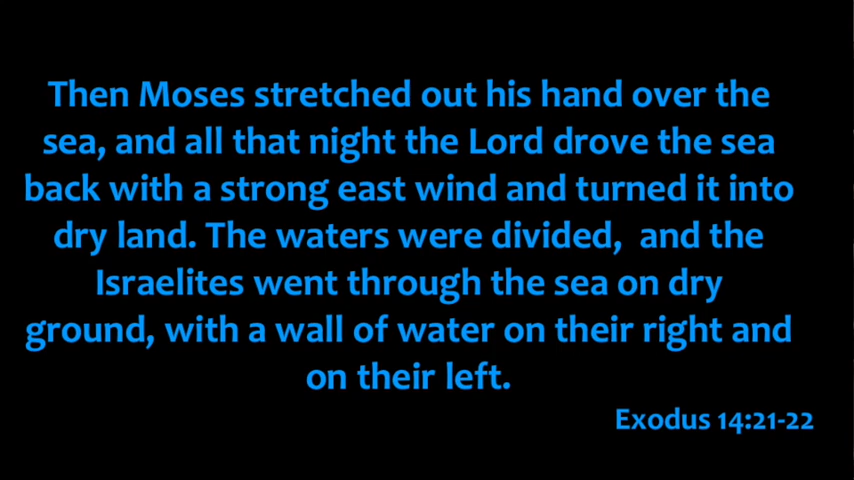 Then Moses stretched out his hand over the
sea, and all that night the Lord drove the sea
back with a strong east wind and turned it into
dry land. The waters were divided,  and the
Israelites went through the sea on dry
ground, with a wall of water on their right and
on their left.
Exodus 14:21-22